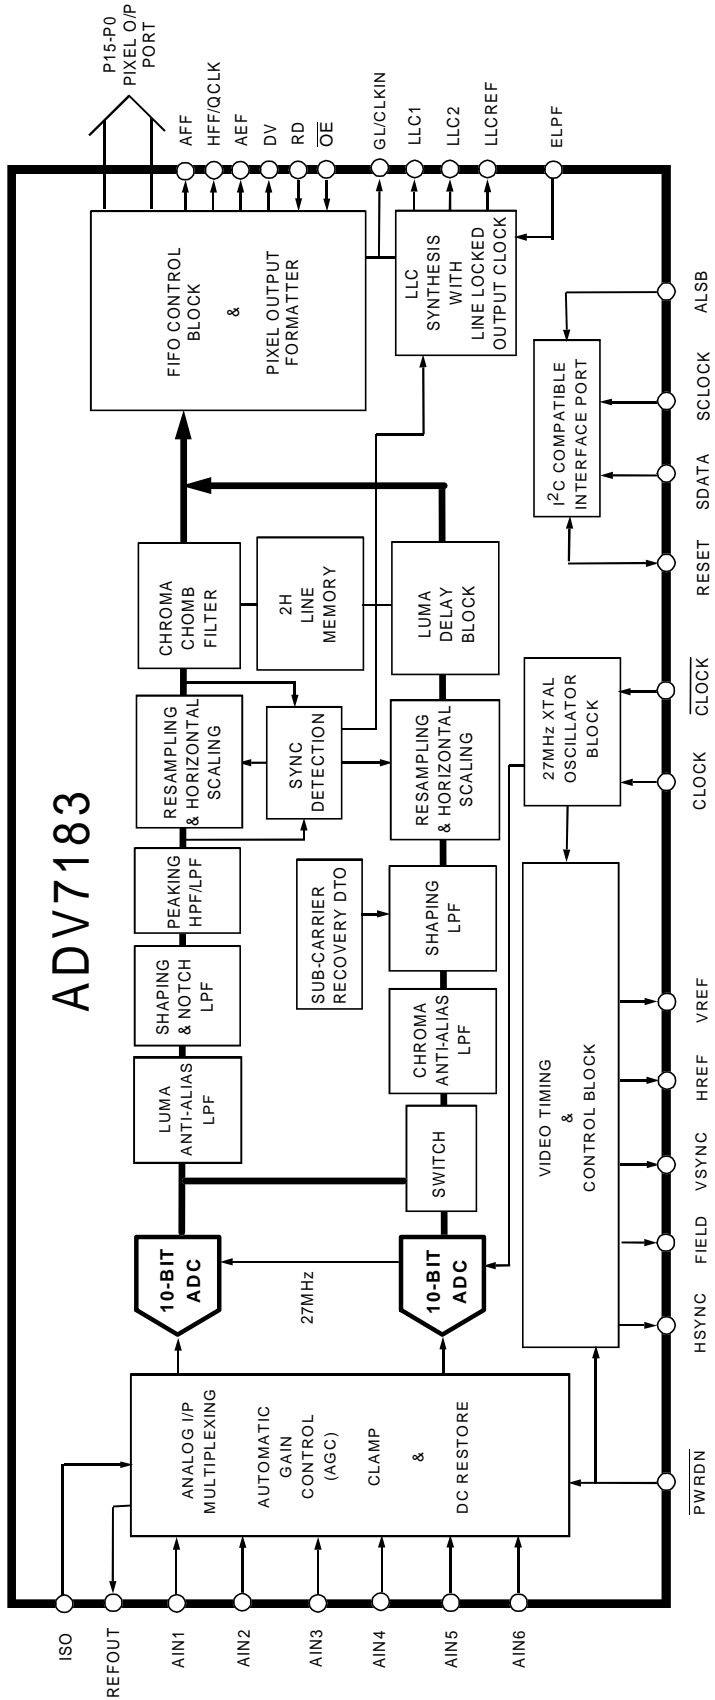 ADV7183
ISO
REFOUT
AIN1
AIN2
AIN3
AIN4
AIN5
AIN6
ANALOG I/P
MULTIPLEXING
AUTOMATIC
GAIN
CONTROL
(AGC)
CLAMP
&
DC RESTORE
10-BIT
ADC
27MHz
10-BIT
ADC
LUMA
ANTI-ALIAS
LPF
SWITCH
SHAPING
& NOTCH
LPF
CHROMA
ANTI-ALIAS
LPF
PEAKING
HPF/LPF
SUB-CARRIER
RECOVERY DTO
SHAPING
LPF
RESAMPLING
& HORIZONTAL
SCALING
SYNC
DETECTION
RESAMPLING
& HORIZONTAL
SCALING
CHROMA
CHOMB
FILTER
2H
LINE
MEMORY
LUMA
DELAY
BLOCK
FIFO CONTROL
BLOCK
&
PIXEL OUTPUT
FORMATTER
LLC
SYNTHESIS
WITH
LINE LOCKED
OUTPUT CLOCK
P15-P0
PIXEL O/P
PORT
AFF
HFF/QCLK
AEF
DV
RD
OE
GL/CLKIN
LLC1
LLC2
LLCREF
ELPF
VIDEO TIMING
&
CONTROL BLOCK
27MHz XTAL
OSCILLATOR
BLOCK
I2C COMPATIBLE
INTERFACE PORT
PWRDN
HSYNC
FIELD
VSYNC
HREF
VREF
CLOCK
CLOCK
RESET
SDATA
SCLOCK
ALSB